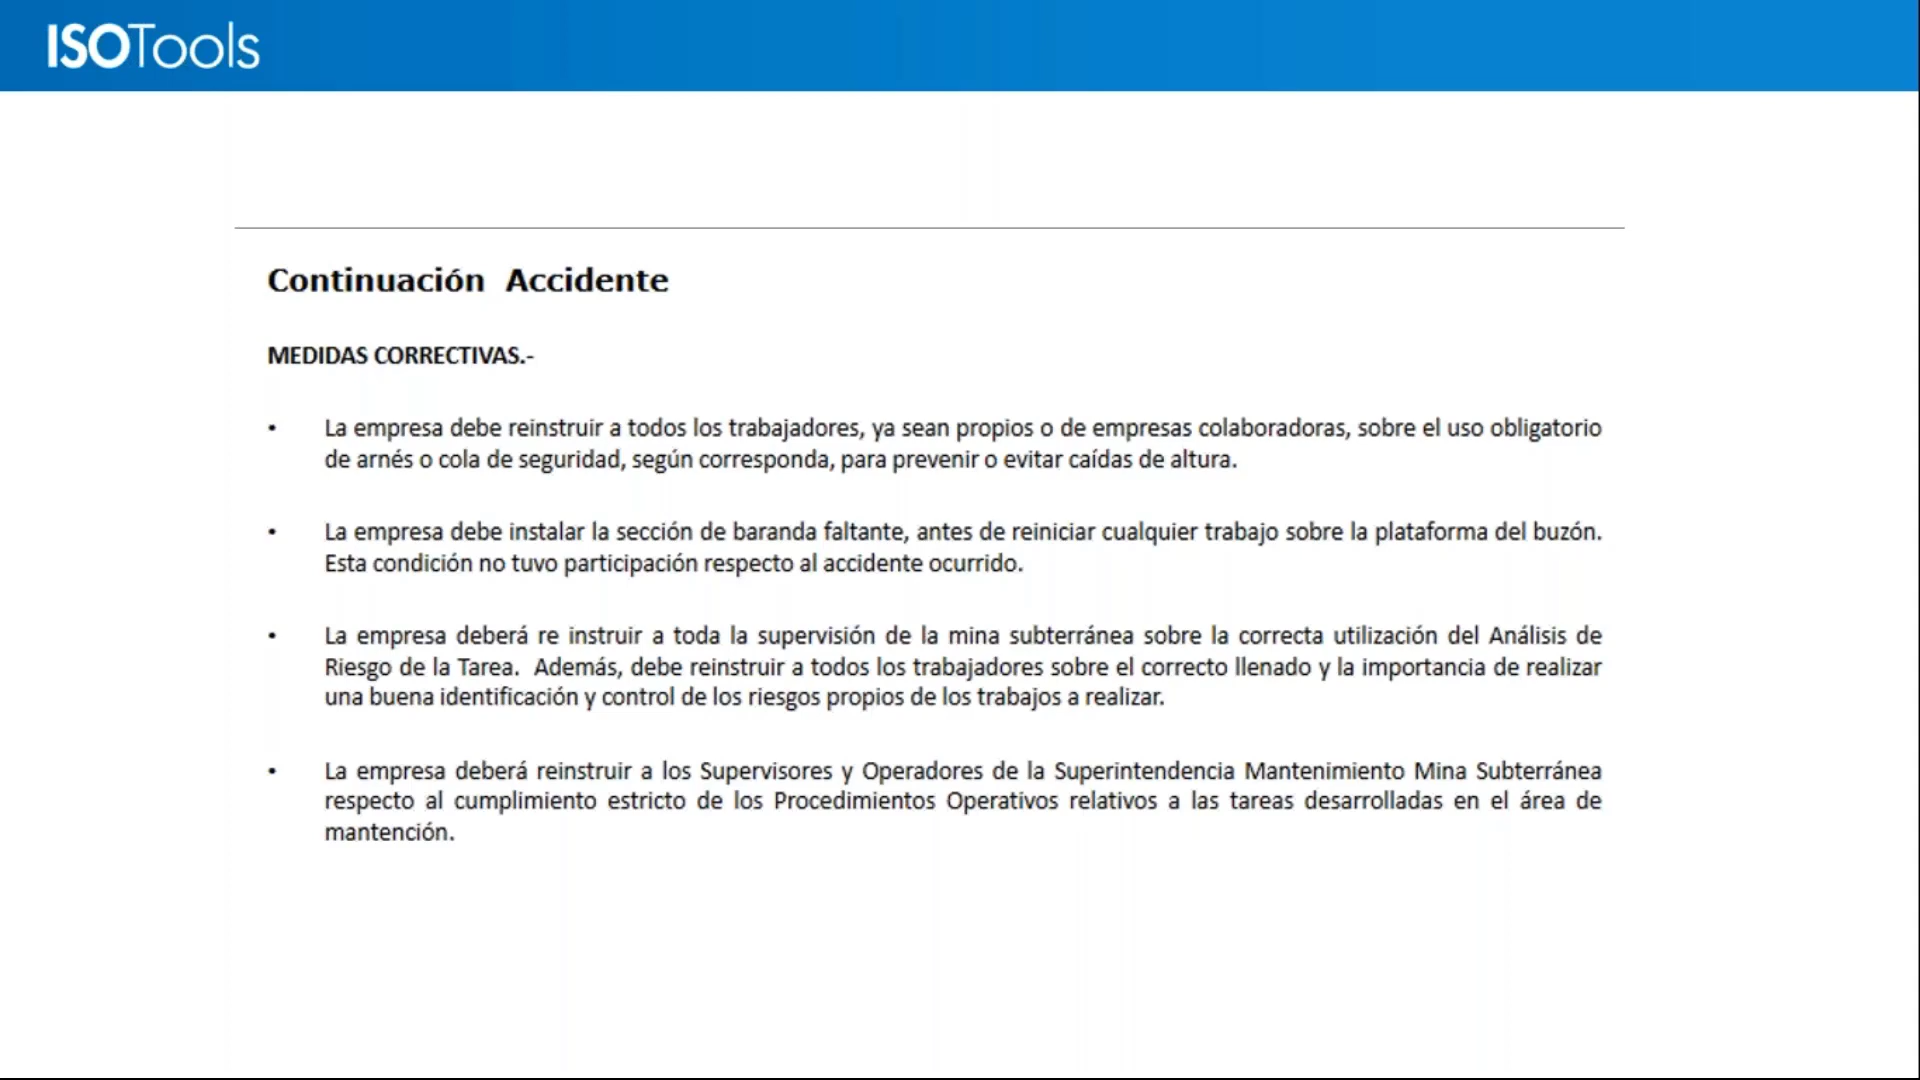 ISOTools
Continuación Accidente
MEDIDAS CORRECTIVAS.-
• La empresa debe reinstruir a todos los trabajadores, ya sean propios o de empresas colaboradoras, sobre el uso obligatorio
de arnés o cola de seguridad, según corresponda, para prevenir o evitar caídas de altura.
• La empresa debe instalar la sección de baranda faltante, antes de reiniciar cualquier trabajo sobre la plataforma del buzón.
Esta condición no tuvo participación respecto al accidente ocurrido.
• La empresa deberá re instruir a toda la supervisión de la mina subterránea sobre la correcta utilización del Análisis de
Riesgo de la Tarea. Además, debe reinstruir a todos los trabajadores sobre el correcto llenado y la importancia de realizar
una buena identificación y control de los riesgos propios de los trabajos a realizar.
• La empresa deberá reinstruir a los Supervisores y Operadores de la Superintendencia Mantenimiento Mina Subterránea
respecto al cumplimiento estricto de los Procedimientos Operativos relativos a las tareas desarrolladas en el área de
mantención.